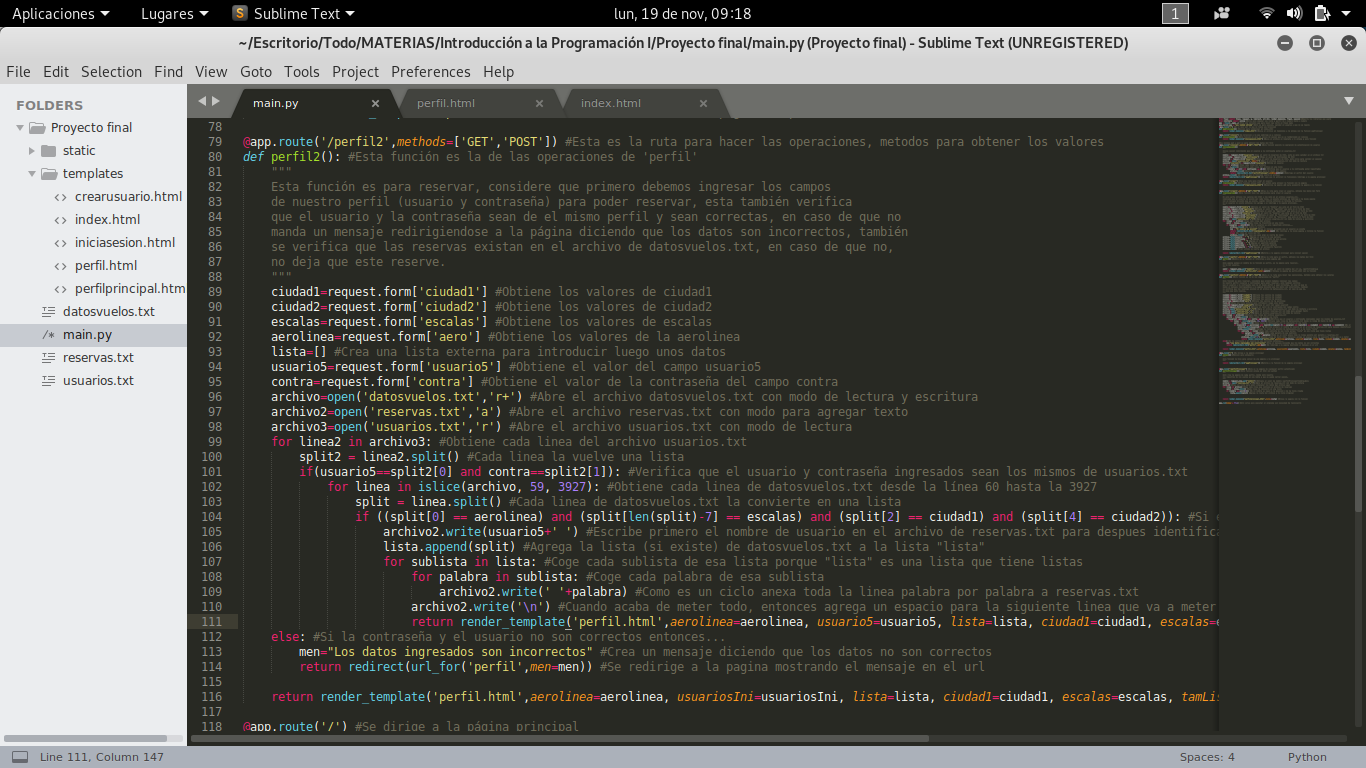 Aplicaciones Lugares Sublime Text lun, 19 de nov, 09:18 1
~/Escritorio/Todo/MATERIAS/Introducción a la Programación I/Proyecto final/main.py (Proyecto final) - Sublime Text (UNREGISTERED)
File Edit Selection Find View Goto Tools Project Preferences Help
FOLDERS
Proyecto final
static
templates
crearusuario.html
index.html
iniciasesion.html
perfil.html
perfilprincipal.htm
datosvuelos.txt
main.py
reservas.txt
usuarios.txt
main.py perfil.html index.html
78
79 @app.route('/perfil2',methods=['GET','POST']) #Esta es la ruta para hacer las operaciones, metodos para obtener los valores
80 def perfil2(): #Esta función es la de las operaciones de 'perfil'
81 """
82 Esta función es para reservar, considere que primero debemos ingresar los campos
83 de nuestro perfil (usuario y contraseña) para poder reservar, esta también verifica
84 que el usuario y la contraseña sean de el mismo perfil y sean correctas, en caso de que no
85 manda un mensaje redirigiendose a la página diciendo que los datos son incorrectos, también
86 se verifica que las reservas existan en el archivo de datosvuelos.txt, en caso de que no,
87 no deja que este reserve.
88 """
89 ciudad1=request.form['ciudad1'] #Obtiene los valores de ciudad1
90 ciudad2=request.form['ciudad2'] #Obtiene los valores de ciudad2
91 escalas=request.form['escalas'] #Obtiene los valores de escalas
92 aerolinea=request.form['aero'] #Obtiene los valores de la aerolinea
93 lista=[] #Crea una lista externa para introducir luego unos datos
94 usuario5=request.form['usuario5'] #Obtiene el valor del campo usuario5
95 contra=request.form['contra'] #Obtiene el valor de la contraseña del campo contra
96 archivo=open('datosvuelos.txt','r+') #Abre el archivo datosvuelos.txt con modo de lectura y escritura
97 archivo2=open('reservas.txt','a') #Abre el archivo reservas.txt con modo para agregar texto
98 archivo3=open('usuarios.txt','r') #Abre el archivo usuarios.txt con modo de lectura
99 for linea2 in archivo3: #Obtiene cada linea del archivo usuarios.txt
100 split2 = linea2.split() #Cada linea la vuelve una lista
101 if(usuario5==split2[0] and contra==split2[1]): #Verifica que el usuario y contraseña ingresados sean los mismos de usuarios.txt
102 for linea in islice(archivo, 59, 3927): #Obtiene cada linea de datosvuelos.txt desde la línea 60 hasta la 3927
103 split = linea.split() #Cada linea de datosvuelos.txt la convierte en una lista
104 if ((split[0] == aerolinea) and (split[len(split)-7] == escalas) and (split[2] == ciudad1) and (split[4] == ciudad2)): #Si
105 archivo2.write(usuario5+' ') #Escribe primero el nombre de usuario en el archivo de reservas.txt para despues identifica
106 lista.append(split) #Agrega la lista (si existe) de datosvuelos.txt a la lista "lista"
107 for sublista in lista: #Coge cada sublista de esa lista porque "lista" es una lista que tiene listas
108 for palabra in sublista: #Coge cada palabra de esa sublista
109 archivo2.write(' '+palabra) #Como es un ciclo anexa toda la linea palabra por palabra a reservas.txt
110 archivo2.write('\n') #Cuando acaba de meter todo, entonces agrega un espacio para la siguiente linea que va a meter
111 return render_template('perfil.html',aerolinea=aerolinea, usuario5=usuario5, lista=lista, ciudad1=ciudad1, escalas=e
112 else: #Si la contraseña y el usuario no son correctos entonces...
113 men="Los datos ingresados son incorrectos" #Crea un mensaje diciendo que los datos no son correctos
114 return redirect(url_for('perfil',men=men)) #Se redirige a la pagina mostrando el mensaje en el url
115
116 return render_template('perfil.html',aerolinea=aerolinea, usuariosIni=usuariosIni, lista=lista, ciudad1=ciudad1, escalas=escalas, tamLis
117
118 @app.route('/') #Se dirige a la página principal
Line 111, Column 147 Spaces: 4 Python